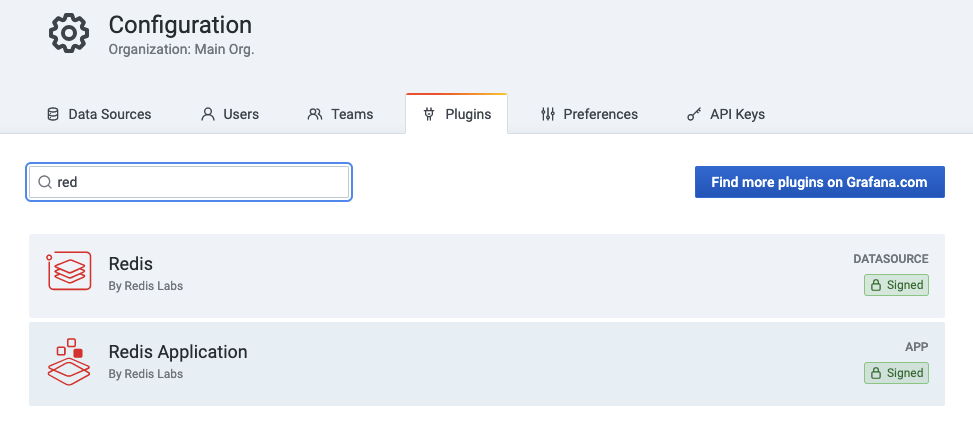 Configuration
Organization: Main Org.
Data Sources
Users
Teams
Plugins
Preferences
API Keys
red
Find more plugins on Grafana.com
Redis
By Redis Labs
DATASOURCE
Signed
Redis Application
By Redis Labs
APP
Signed